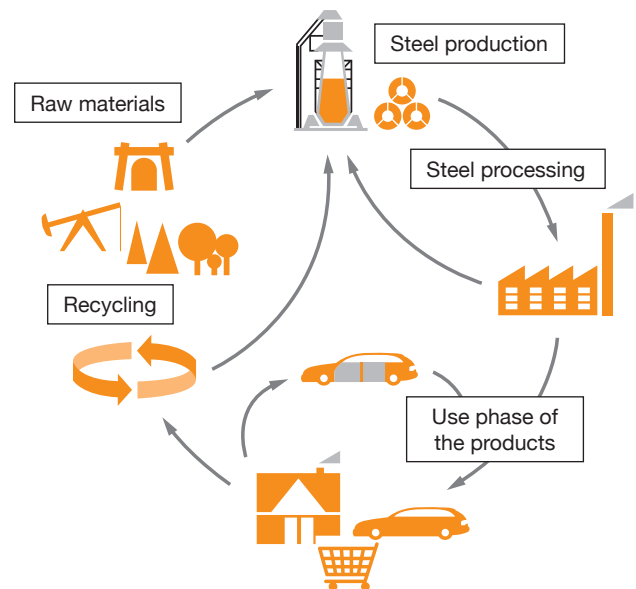 Steel production
Raw materials
Steel processing
Recycling
Use phase of
the products